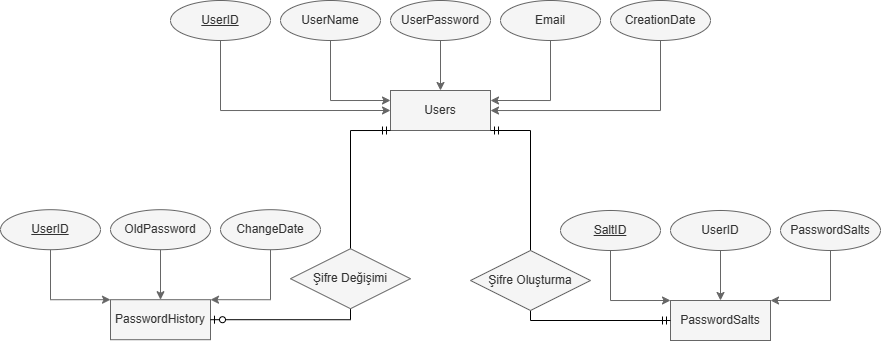 UserID
UserName
UserPassword
Email
CreationDate
Users
UserID
OldPassword
ChangeDate
SaltID
UserID
PasswordSalts
Şifre Değişimi
Şifre Oluşturma
PasswordHistory
PasswordSalts